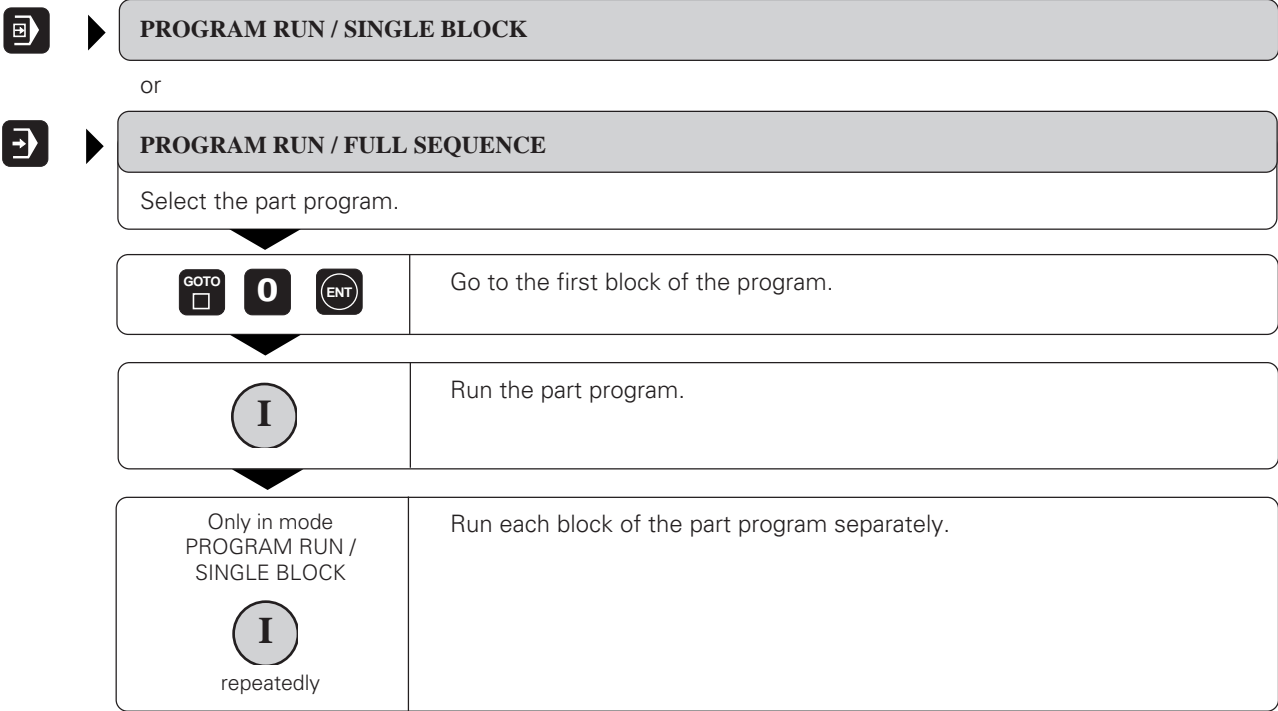 PROGRAM RUN / SINGLE BLOCK
or
PROGRAM RUN / FULL SEQUENCE
Select the part program.
GOTO 0 ENT
Go to the first block of the program.
I
Run the part program.
Only in mode
PROGRAM RUN /
SINGLE BLOCK
I
repeatedly
Run each block of the part program separately.